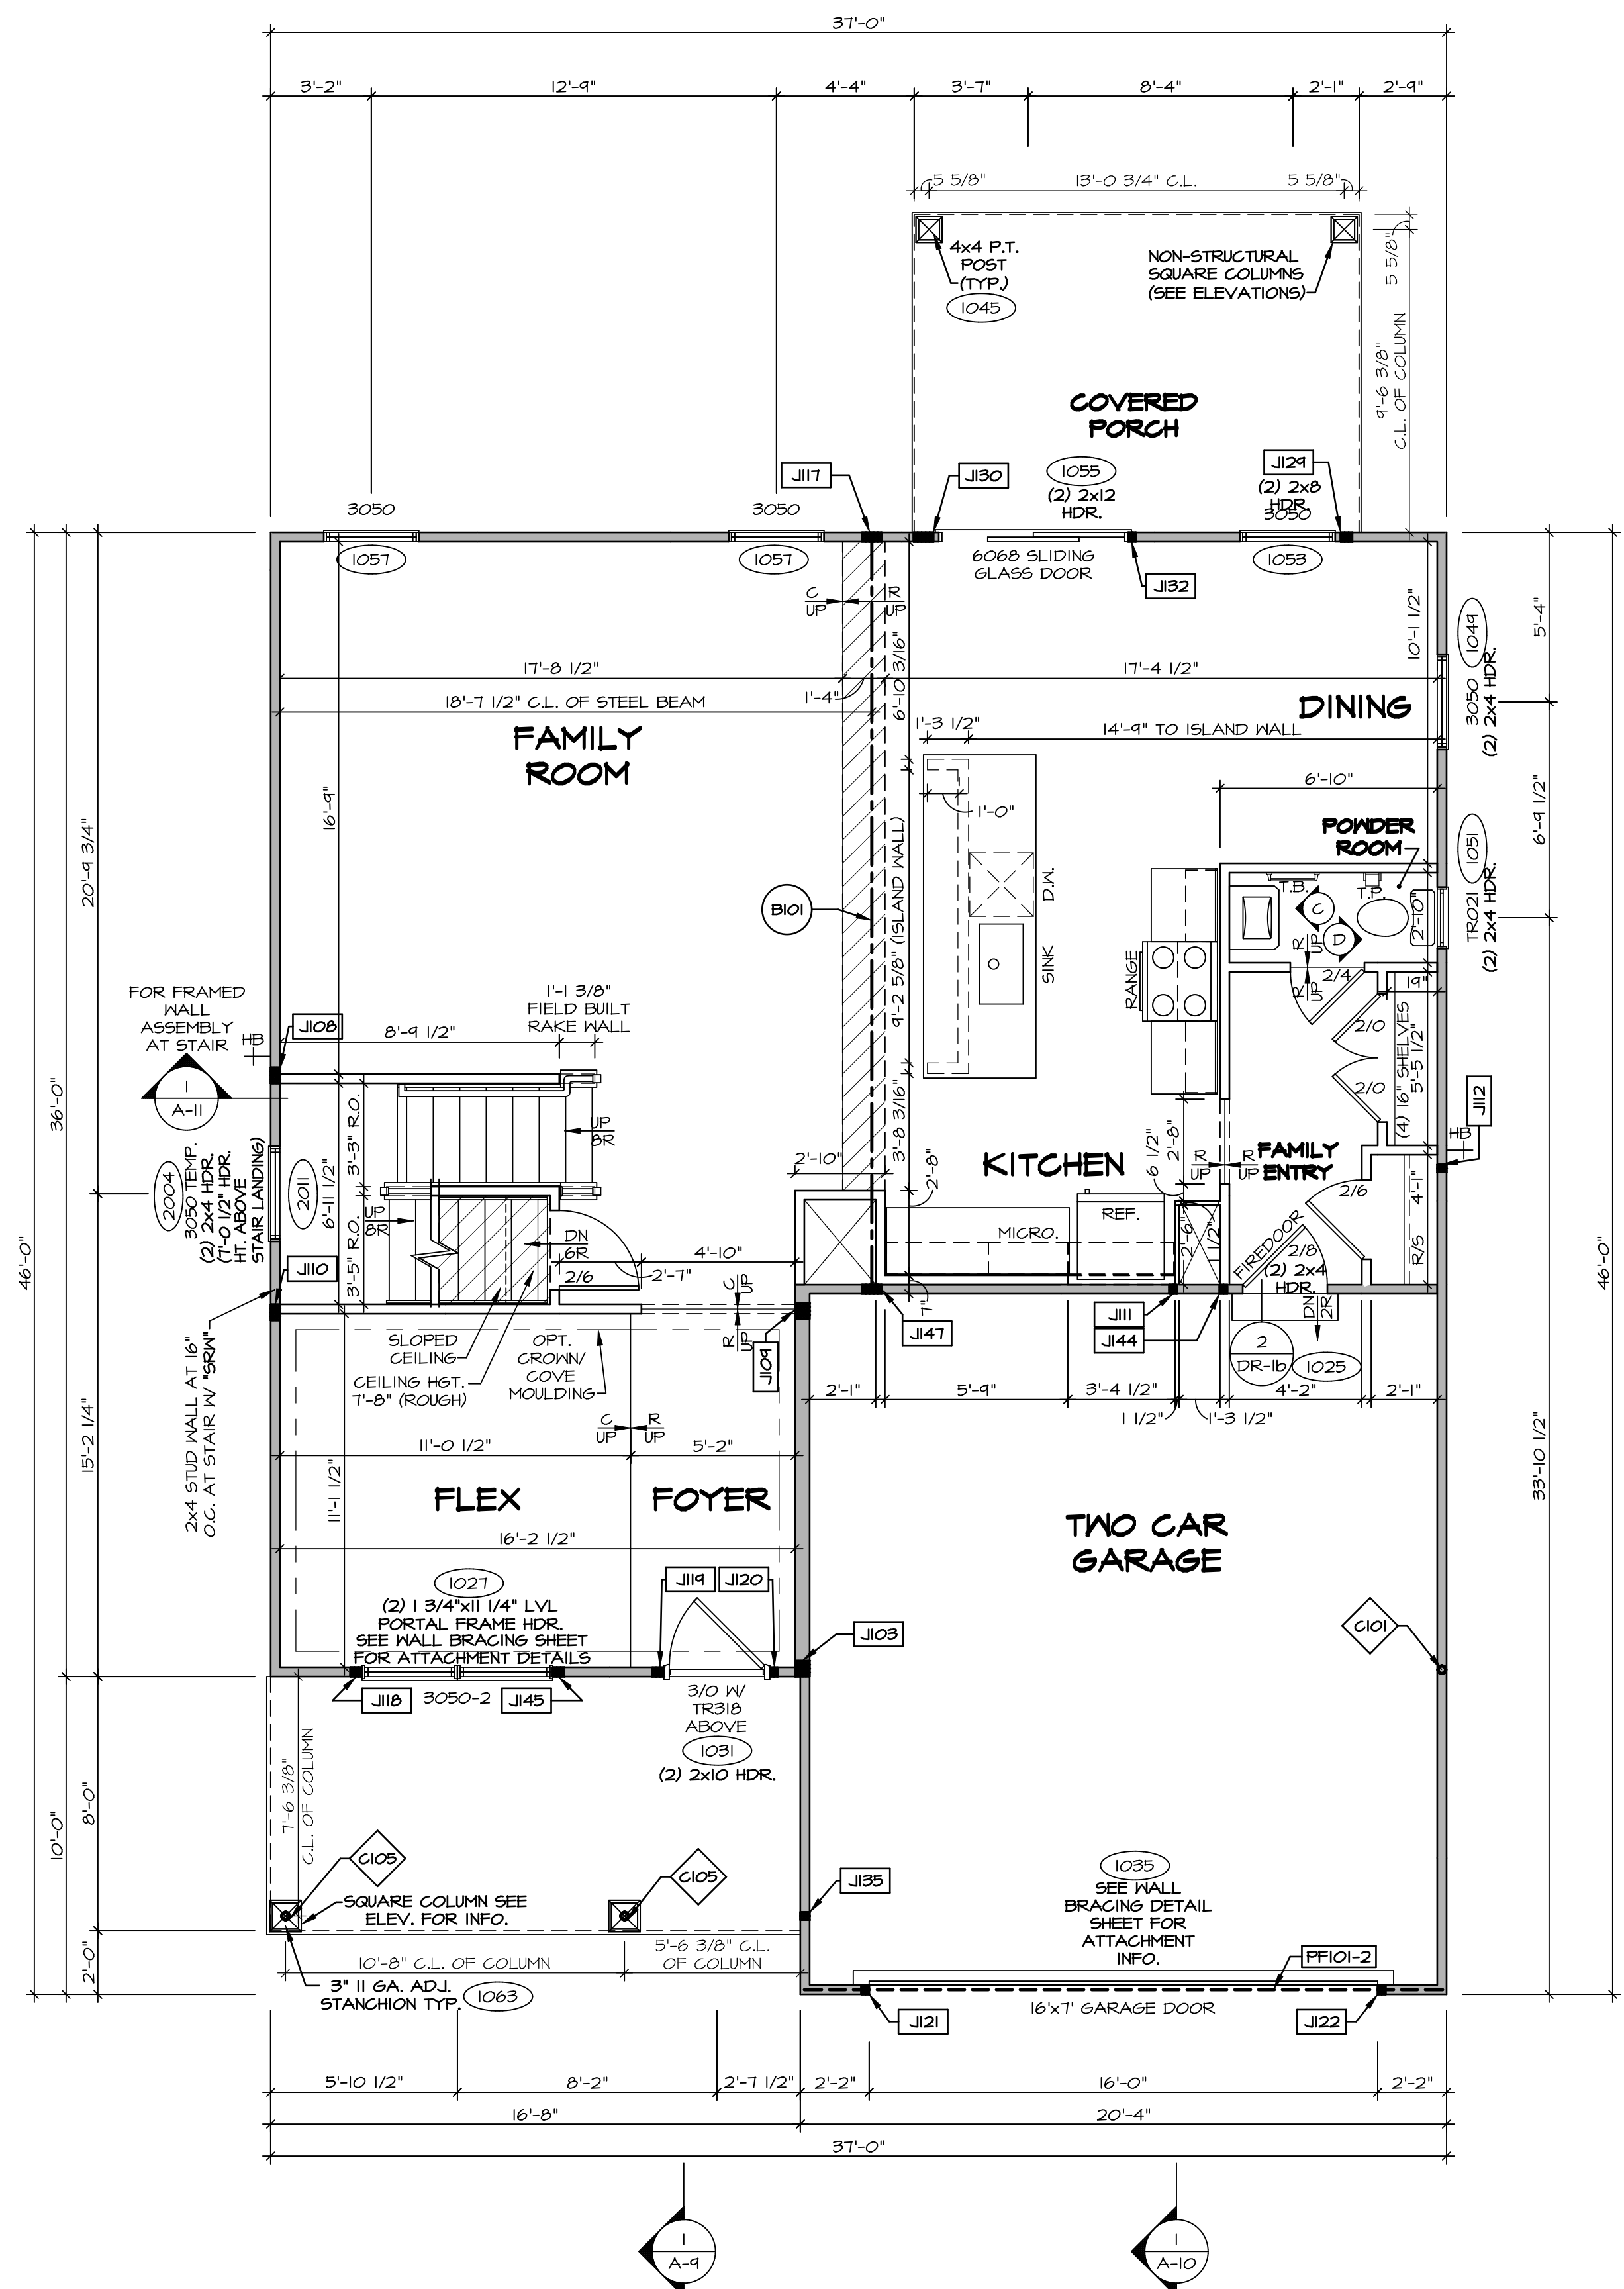 37'-0"
3'-2"
12'-9"
4'-4"
3'-7"
8'-4"
2'-1"
2'-9"
5 5/8"
13'-0 3/4" C.L.
5 5/8"
4x4 P.T.
POST
(TYP.)
1045
NON-STRUCTURAL
SQUARE COLUMNS
(SEE ELEVATIONS)
5 5/8"
9'-6 3/8"
C.L. OF COLUMN
COVERED
PORCH
J117
J130
1055
(2) 2x12
HDR.
J129
(2) 2x8
HDR.
3050
3050
3050
1057
1057
6068 SLIDING
GLASS DOOR
J132
1053
C
UP
R
UP
10'-1 1/2"
1049
3050
(2) 2x4 HDR.
5'-4"
17'-8 1/2"
17'-4 1/2"
6'-10 3/16"
1'-4"
18'-7 1/2" C.L. OF STEEL BEAM
DINING
FAMILY
ROOM
1'-3 1/2"
14'-9" TO ISLAND WALL
6'-10"
16'-9"
1'-0"
20'-9 3/4"
6'-9 1/2"
POWDER
ROOM
1051
TR021
(2) 2x4 HDR.
9'-2 5/8" (ISLAND WALL)
D.W.
T.B.
T.P.
C
D
2'-10"
B101
SINK
RANGE
R
UP
R
UP
2/4
19"
FOR FRAMED
WALL
ASSEMBLY
AT STAIR
HB
J108
1
A-11
8'-9 1/2"
1'-1 3/8"
FIELD BUILT
RAKE WALL
2/0
2/0
(4) 16" SHELVES
5'-5 1/2"
36'-0"
46'-0"
J112
HB
UP
8R
3'-3" R.O.
6'-11 1/2"
3'-5" R.O.
2004
3050 TEMP.
(2) 2x4 HDR.
(7'-0 1/2" HDR.
HT. ABOVE
STAIR LANDING)
2011
3'-8 3/16"
2'-10"
2'-8"
KITCHEN
6 1/2"
2'-8"
R
UP
R
UP
FAMILY
ENTRY
2/6
4'-1"
R/S
UP
8R
DN
6R
2/6
2'-7"
4'-10"
MICRO.
REF.
2'-6"
1/2"
FIREDOOR
2/8
(2) 2x4
HDR.
J110
C
UP
R
UP
J109
7"
J147
J111
J144
DN
2R
2
DR-1b
1025
46'-0"
2x4 STUD WALL AT 16"
O.C. AT STAIR W/ "SRW"
SLOPED
CEILING
CEILING HGT.
7'-8" (ROUGH)
OPT.
CROWN/
COVE
MOULDING
2'-1"
5'-9"
3'-4 1/2"
4'-2"
2'-1"
1 1/2"
1'-3 1/2"
15'-2 1/4"
C
UP
R
UP
11'-0 1/2"
5'-2"
11'-1 1/2"
33'-10 1/2"
FLEX
FOYER
16'-2 1/2"
TWO CAR
GARAGE
1027
(2) 1 3/4"x11 1/4" LVL
PORTAL FRAME HDR.
SEE WALL BRACING SHEET
FOR ATTACHMENT DETAILS
J119
J120
J103
C101
J118
3050-2
J145
3/0 W/
TR318
ABOVE
1031
(2) 2x10 HDR.
7'-6 3/8"
C.L. OF COLUMN
10'-0"
8'-0"
2'-0"
C105
C105
SQUARE COLUMN SEE
ELEV. FOR INFO.
J135
1035
SEE WALL
BRACING DETAIL
SHEET FOR
ATTACHMENT
INFO.
PF101-2
10'-8" C.L. OF COLUMN
5'-6 3/8" C.L.
OF COLUMN
3" 11 GA. ADJ.
STANCHION TYP.
1063
J121
16'x7' GARAGE DOOR
J122
5'-10 1/2"
8'-2"
2'-7 1/2"
2'-2"
16'-0"
2'-2"
16'-8"
20'-4"
37'-0"
1
A-9
1
A-10